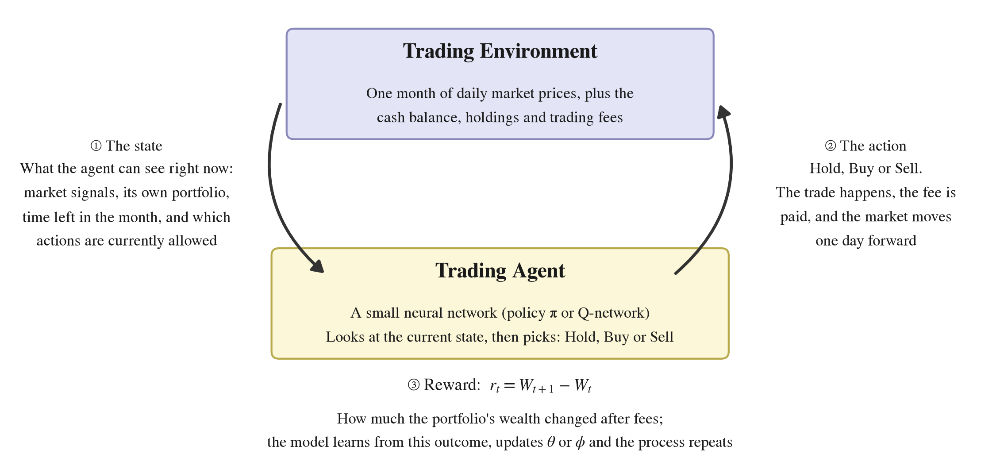 Trading Environment
One month of daily market prices, plus the
cash balance, holdings and trading fees
① The state
What the agent can see right now:
market signals, its own portfolio,
time left in the month, and which
actions are currently allowed
② The action
Hold, Buy or Sell.
The trade happens, the fee is
paid, and the market moves
one day forward
Trading Agent
A small neural network (policy π or Q-network)
Looks at the current state, then picks: Hold, Buy or Sell
③ Reward: r_t = W_{t+1} − W_t
How much the portfolio's wealth changed after fees;
the model learns from this outcome, updates θ or ϕ and the process repeats